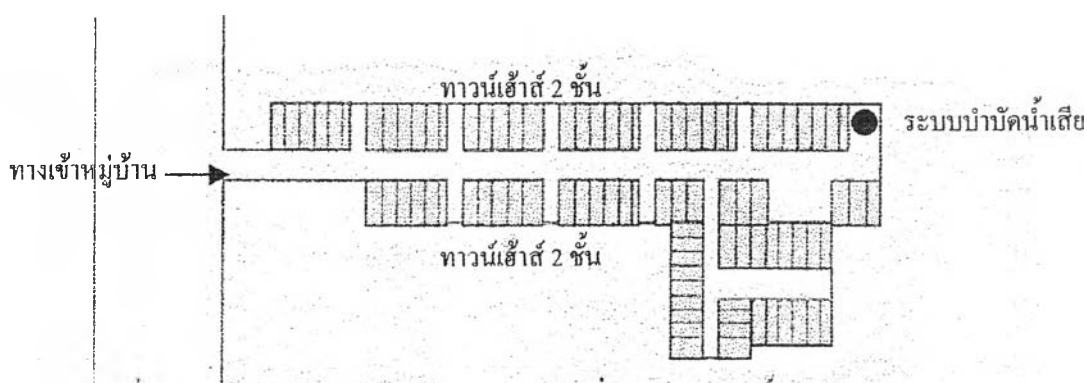 ทาวน์เฮ้าส์ 2 ชั้น
ระบบบำบัดน้ำเสีย
ทางเข้าหมู่บ้าน
ทาวน์เฮ้าส์ 2 ชั้น